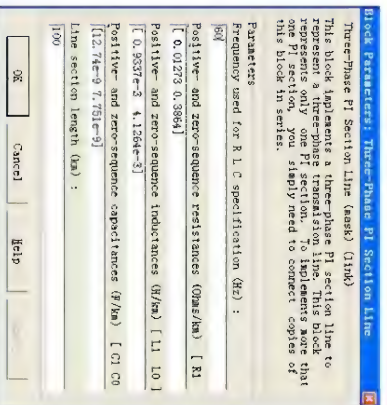 Block Parameters: Three-Phase PI Section Line
Three-Phase PI Section Line (mask) (link)
This block implements a three-phase PI section line to
represent a three-phase transmision line. This block
represents only one PI section. To implements more that
one PI section, you simply need to connect copies of
this block in series.
Parameters
Frequency used for R L C specification (Hz) :
60
Positive- and zero-sequence resistances (Ohms/km) [ R1
[ 0.01273 0.3864]
Positive- and zero-sequence inductances (H/km) [ L1 L0 ]
[ 0.9337e-3 4.1264e-3]
Positive- and zero-sequence capacitances (F/km) [ C1 C0
[12.74e-9 7.751e-9]
Line section length (km) :
100
OK
Cancel
Help